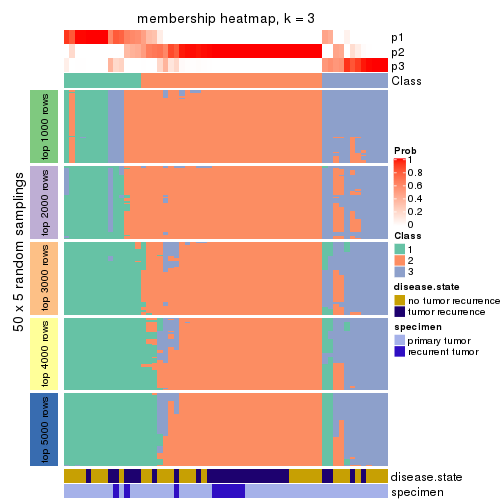 membership heatmap, k = 3
p1
p2
p3
Class
50 x 5 random samplings
top 1000 rows
top 2000 rows
top 3000 rows
top 4000 rows
top 5000 rows
disease.state
specimen
Prob
1
0.8
0.6
0.4
0.2
0
Class
1
2
3
disease.state
no tumor recurrence
tumor recurrence
specimen
primary tumor
recurrent tumor